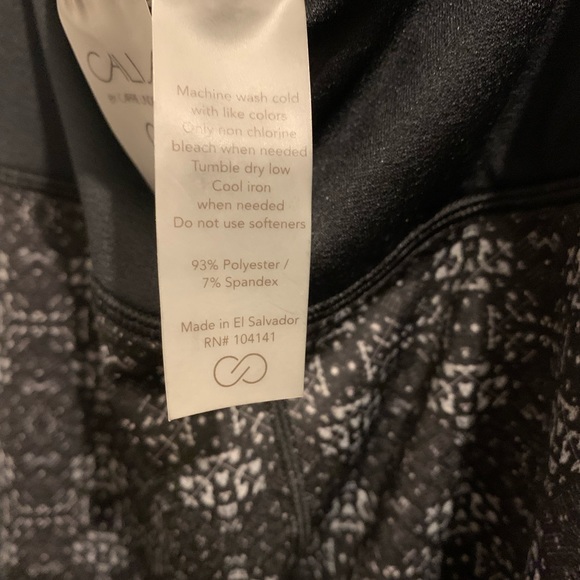 CALIA
Machine wash cold
with like colors
Only non chlorine
bleach when needed
Tumble dry low
Cool iron
when needed
Do not use softeners
93% Polyester /
7% Spandex
Made in El Salvador
RN# 104141